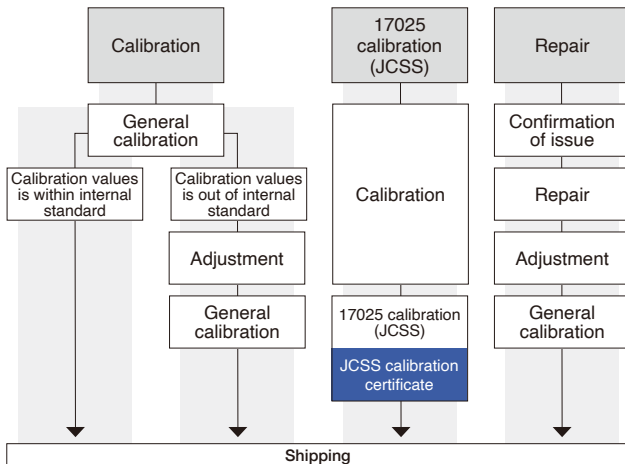 Calibration
General
calibration
Calibration values
is within internal
standard
Calibration values
is out of internal
standard
Adjustment
General
calibration
17025
calibration
(JCSS)
Calibration
17025 calibration
(JCSS)
JCSS calibration
certificate
Repair
Confirmation
of issue
Repair
Adjustment
General
calibration
Shipping